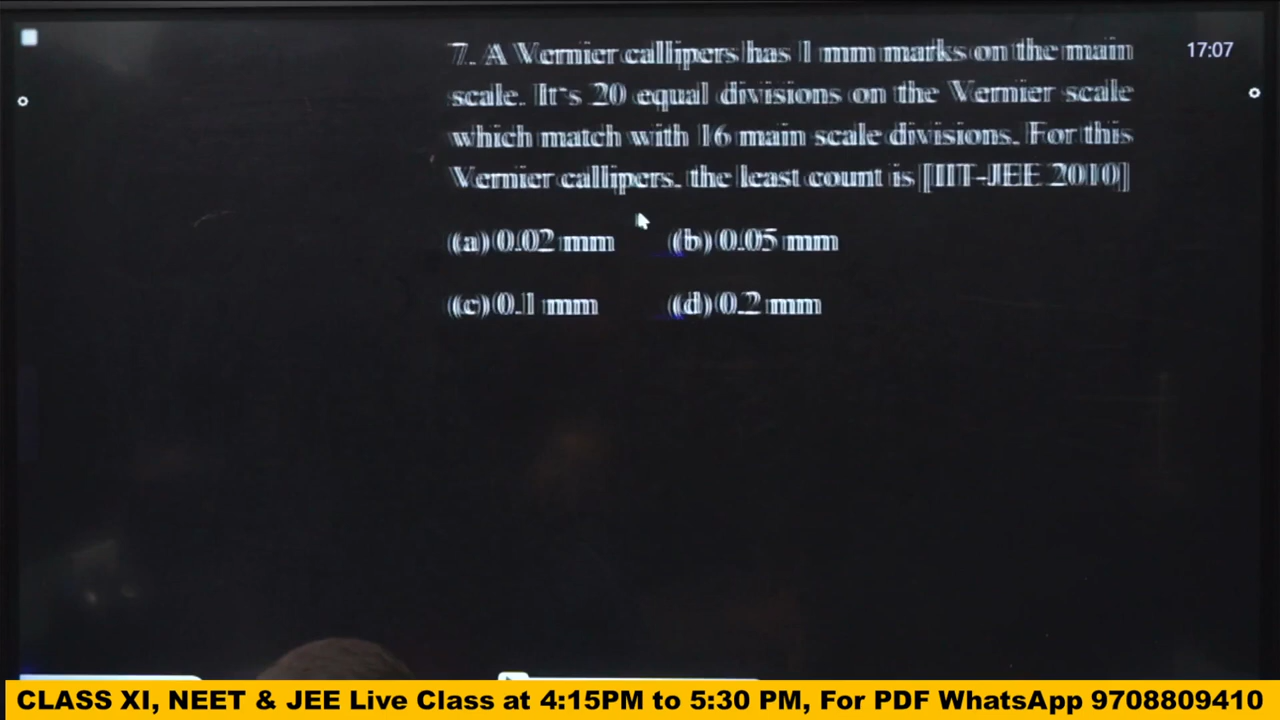 7. A Vernier callipers has 1 mm marks on the main
17:07
scale. It's 20 equal divisions on the Vernier scale
which match with 16 main scale divisions. For this
Vernier callipers. the least count is [IIT-JEE 2010]
(a) 0.02 mm (b) 0.05 mm
(c) 0.1 mm (d) 0.2 mm
CLASS XI, NEET & JEE Live Class at 4:15PM to 5:30 PM, For PDF WhatsApp 9708809410